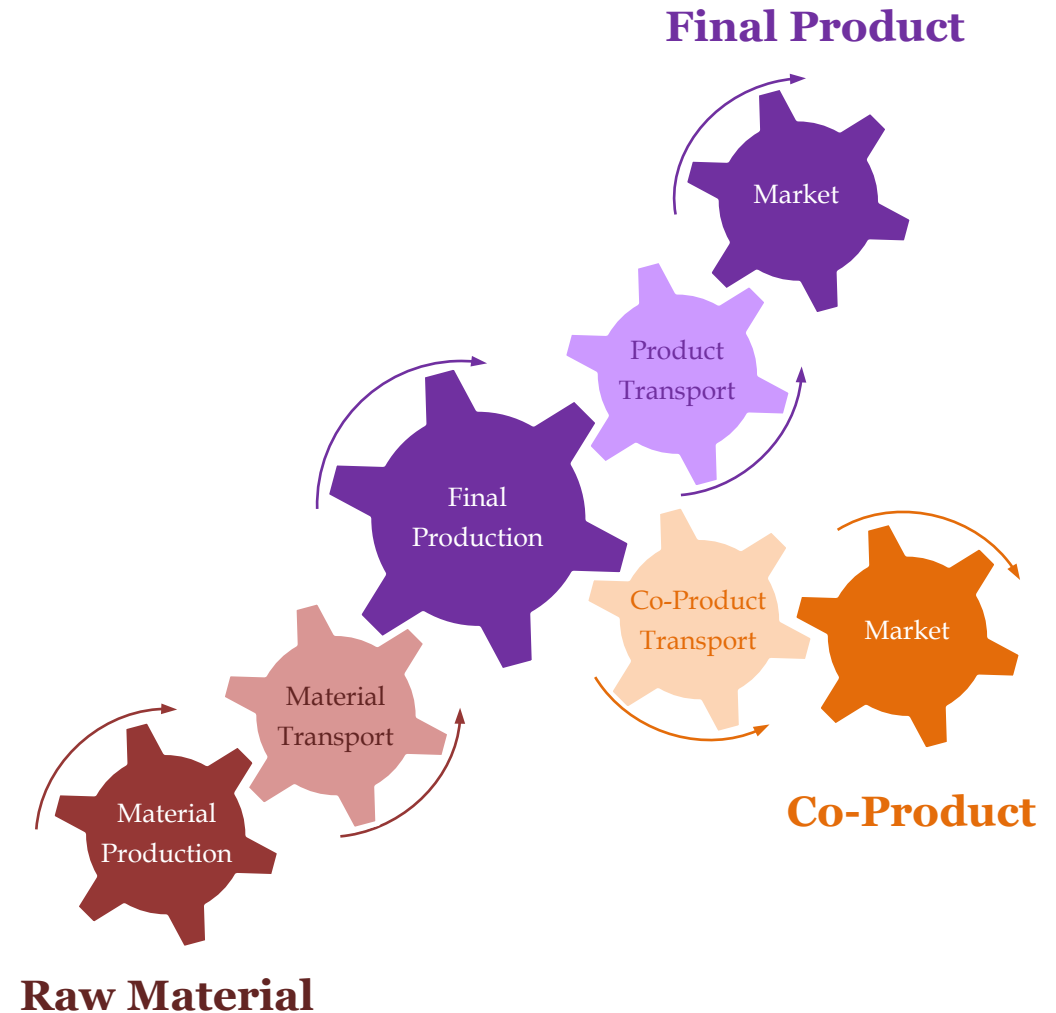 Final Product
Market
Product
Transport
Final
Production
Co-Product
Transport
Market
Material
Transport
Material
Production
Co-Product
Raw Material